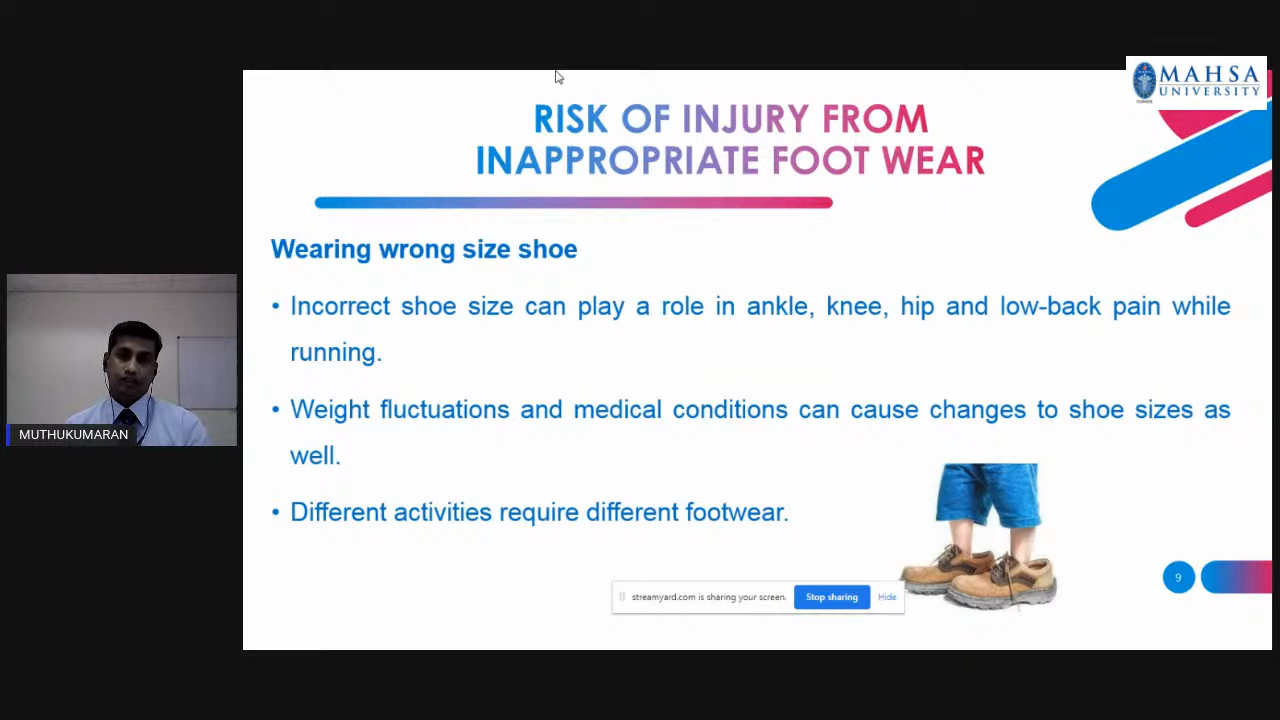 MAHSA
UNIVERSITY
RISK OF INJURY FROM
INAPPROPRIATE FOOT WEAR
Wearing wrong size shoe
• Incorrect shoe size can play a role in ankle, knee, hip and low-back pain while
running.
• Weight fluctuations and medical conditions can cause changes to shoe sizes as
well.
• Different activities require different footwear.
MUTHUKUMARAN
9
streamyard.com is sharing your screen. Stop sharing Hide